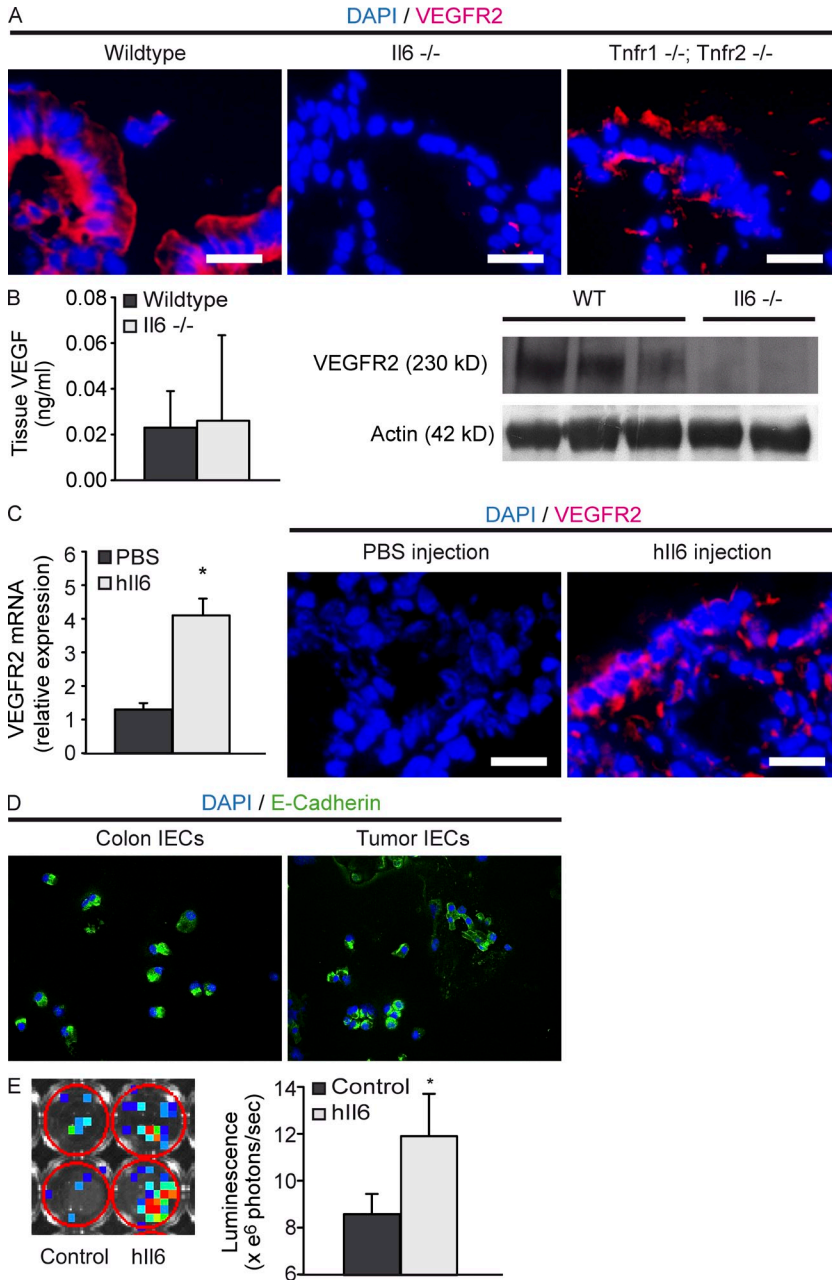 A
DAPI / VEGFR2
Wildtype
Il6 -/-
Tnfr1 -/-; Tnfr2 -/-
B
Tissue VEGF
(ng/ml)
0.08
0.06
0.04
0.02
0.00
Wildtype
Il6 -/-
WT
Il6 -/-
VEGFR2 (230 kD)
Actin (42 kD)
C
VEGFR2 mRNA
(relative expression)
6
5
4
3
2
1
0
PBS
hIl6
*
DAPI / VEGFR2
PBS injection
hIl6 injection
D
DAPI / E-Cadherin
Colon IECs
Tumor IECs
E
Control
hIl6
Luminescence
(x e⁶ photons/sec)
14
12
10
8
6
Control
hIl6
*